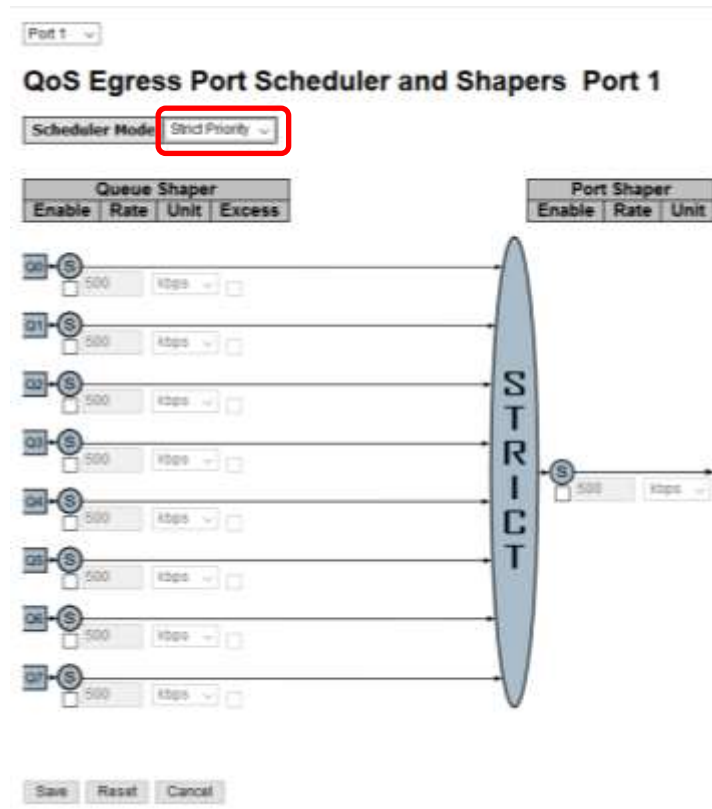 Port 1
QoS Egress Port Scheduler and Shapers Port 1
Scheduler Mode Strict Priority
Queue Shaper Port Shaper
Enable Rate Unit Excess Enable Rate Unit
Q0 S
500 kbps
Q1 S
500 kbps
Q2 S
500 kbps
Q3 S
500 kbps
Q4 S
500 kbps
Q5 S
500 kbps
Q6 S
500 kbps
Q7 S
500 kbps
STRICT
S
500 kbps
Save Reset Cancel